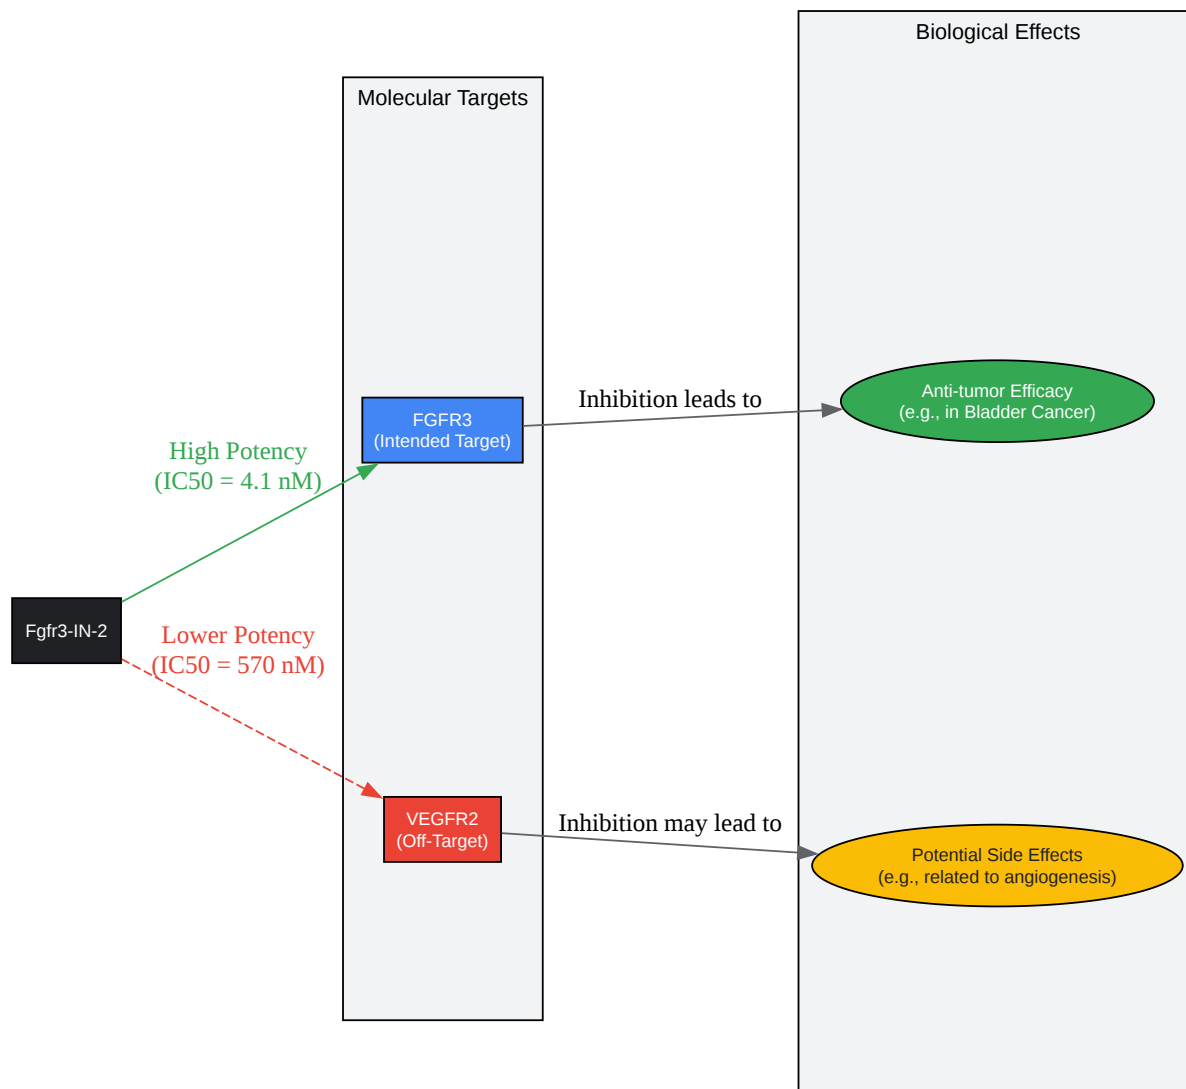 Biological Effects
Molecular Targets
Anti-tumor Efficacy
(e.g., in Bladder Cancer)
Inhibition leads to
FGFR3
(Intended Target)
High Potency
(IC50 = 4.1 nM)
Fgfr3-IN-2
Lower Potency
(IC50 = 570 nM)
VEGFR2
(Off-Target)
Inhibition may lead to
Potential Side Effects
(e.g., related to angiogenesis)